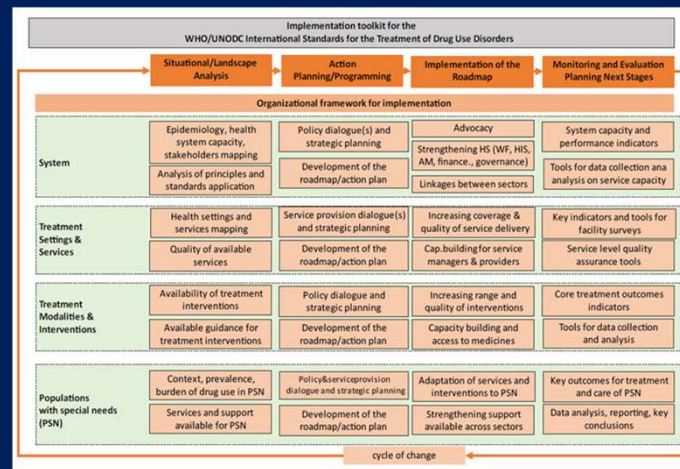 Implementation toolkit for the
WHO/UNODC International Standards for the Treatment of Drug Use Disorders
Situational/Landscape
Analysis
Action
Planning/Programming
Implementation of the
Roadmap
Monitoring and Evaluation
Planning Next Stages
Organizational framework for implementation
System
Epidemiology, health
system capacity,
stakeholders mapping
Analysis of principles and
standards application
Policy dialogue(s) and
strategic planning
Development of the
roadmap/action plan
Advocacy
Strengthening HS (WF, HIS,
AM, finance., governance)
Linkages between sectors
System capacity and
performance indicators
Tools for data collection ana
analysis on service capacity
Treatment
Settings &
Services
Health settings and
services mapping
Quality of available
services
Service provision dialogue(s)
and strategic planning
Development of the
roadmap/action plan
Increasing coverage &
quality of service delivery
Cap.building for service
managers & providers
Key indicators and tools for
facility surveys
Service level quality
assurance tools
Treatment
Modalities &
Interventions
Availability of treatment
interventions
Available guidance for
treatment interventions
Policy dialogue and
strategic planning
Development of the
roadmap/action plan
Increasing range and
quality of interventions
Capacity building and
access to medicines
Core treatment outcomes
indicators
Tools for data collection
and analysis
Populations
with special needs
(PSN)
Context, prevalence,
burden of drug use in PSN
Services and support
available for PSN
Policy&serviceprovision
dialogue and strategic planning
Development of the
roadmap/action plan
Adaptation of services and
interventions to PSN
Strengthening support
available across sectors
Key outcomes for treatment
and care of PSN
Data analysis, reporting, key
conclusions
cycle of change